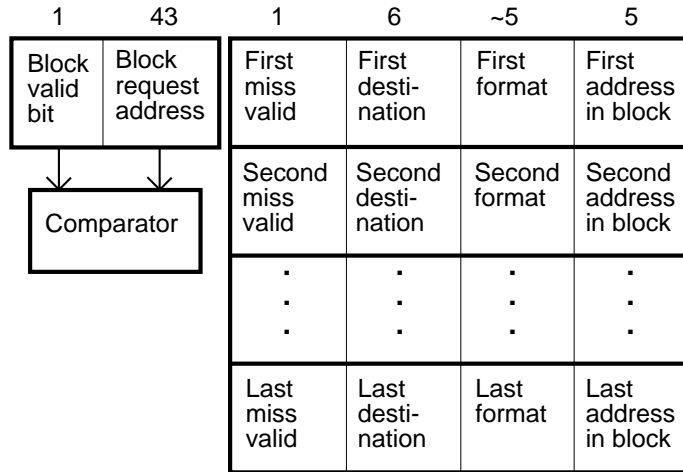 1 43 1 6 ~5 5
Block
valid
bit
Block
request
address
Comparator
First
miss
valid
First
desti-
nation
First
format
First
address
in block
Second
miss
valid
Second
desti-
nation
Second
format
Second
address
in block
Last
miss
valid
Last
desti-
nation
Last
format
Last
address
in block